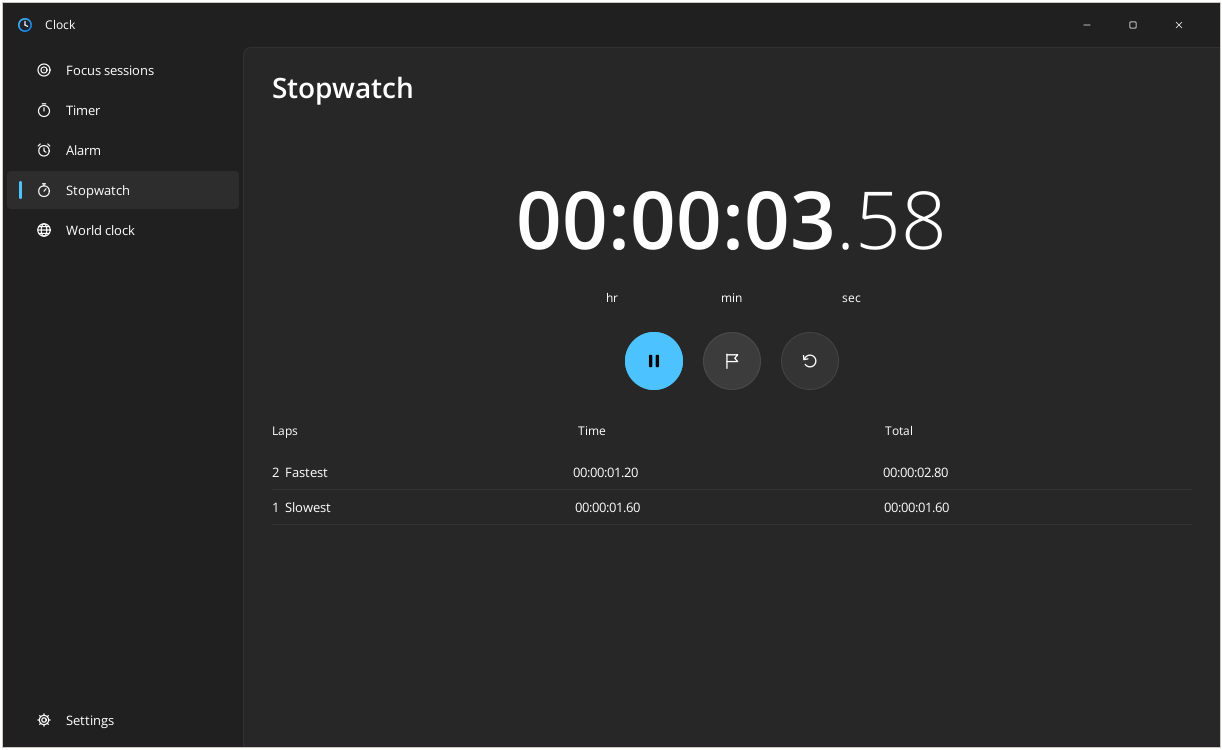 Clock
Focus sessions
Timer
Alarm
Stopwatch
World clock
Settings
Stopwatch
00:00:03.58
hr min sec
Laps Time Total
2 Fastest 00:00:01.20 00:00:02.80
1 Slowest 00:00:01.60 00:00:01.60